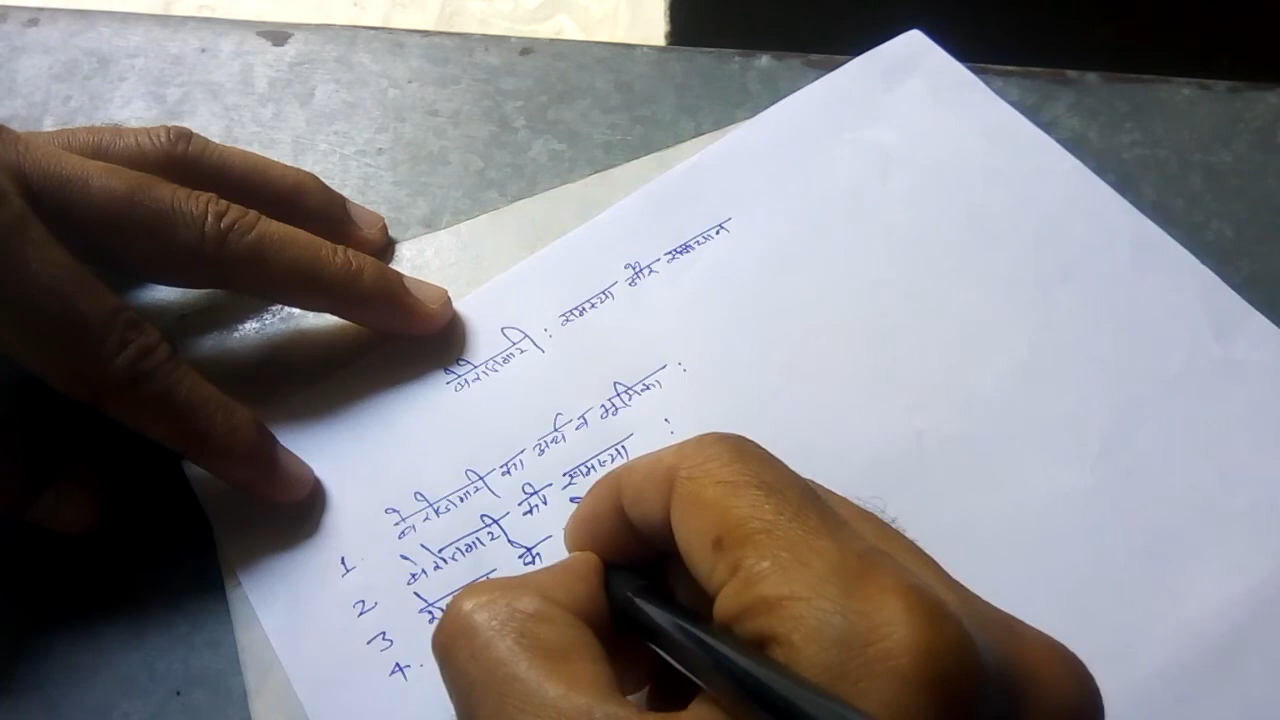 बेरोजगारी : समस्या और समाधान
1. बेरोजगारी का अर्थ व भूमिका :
2 बेरोजगारी की समस्या :
3 के
4.